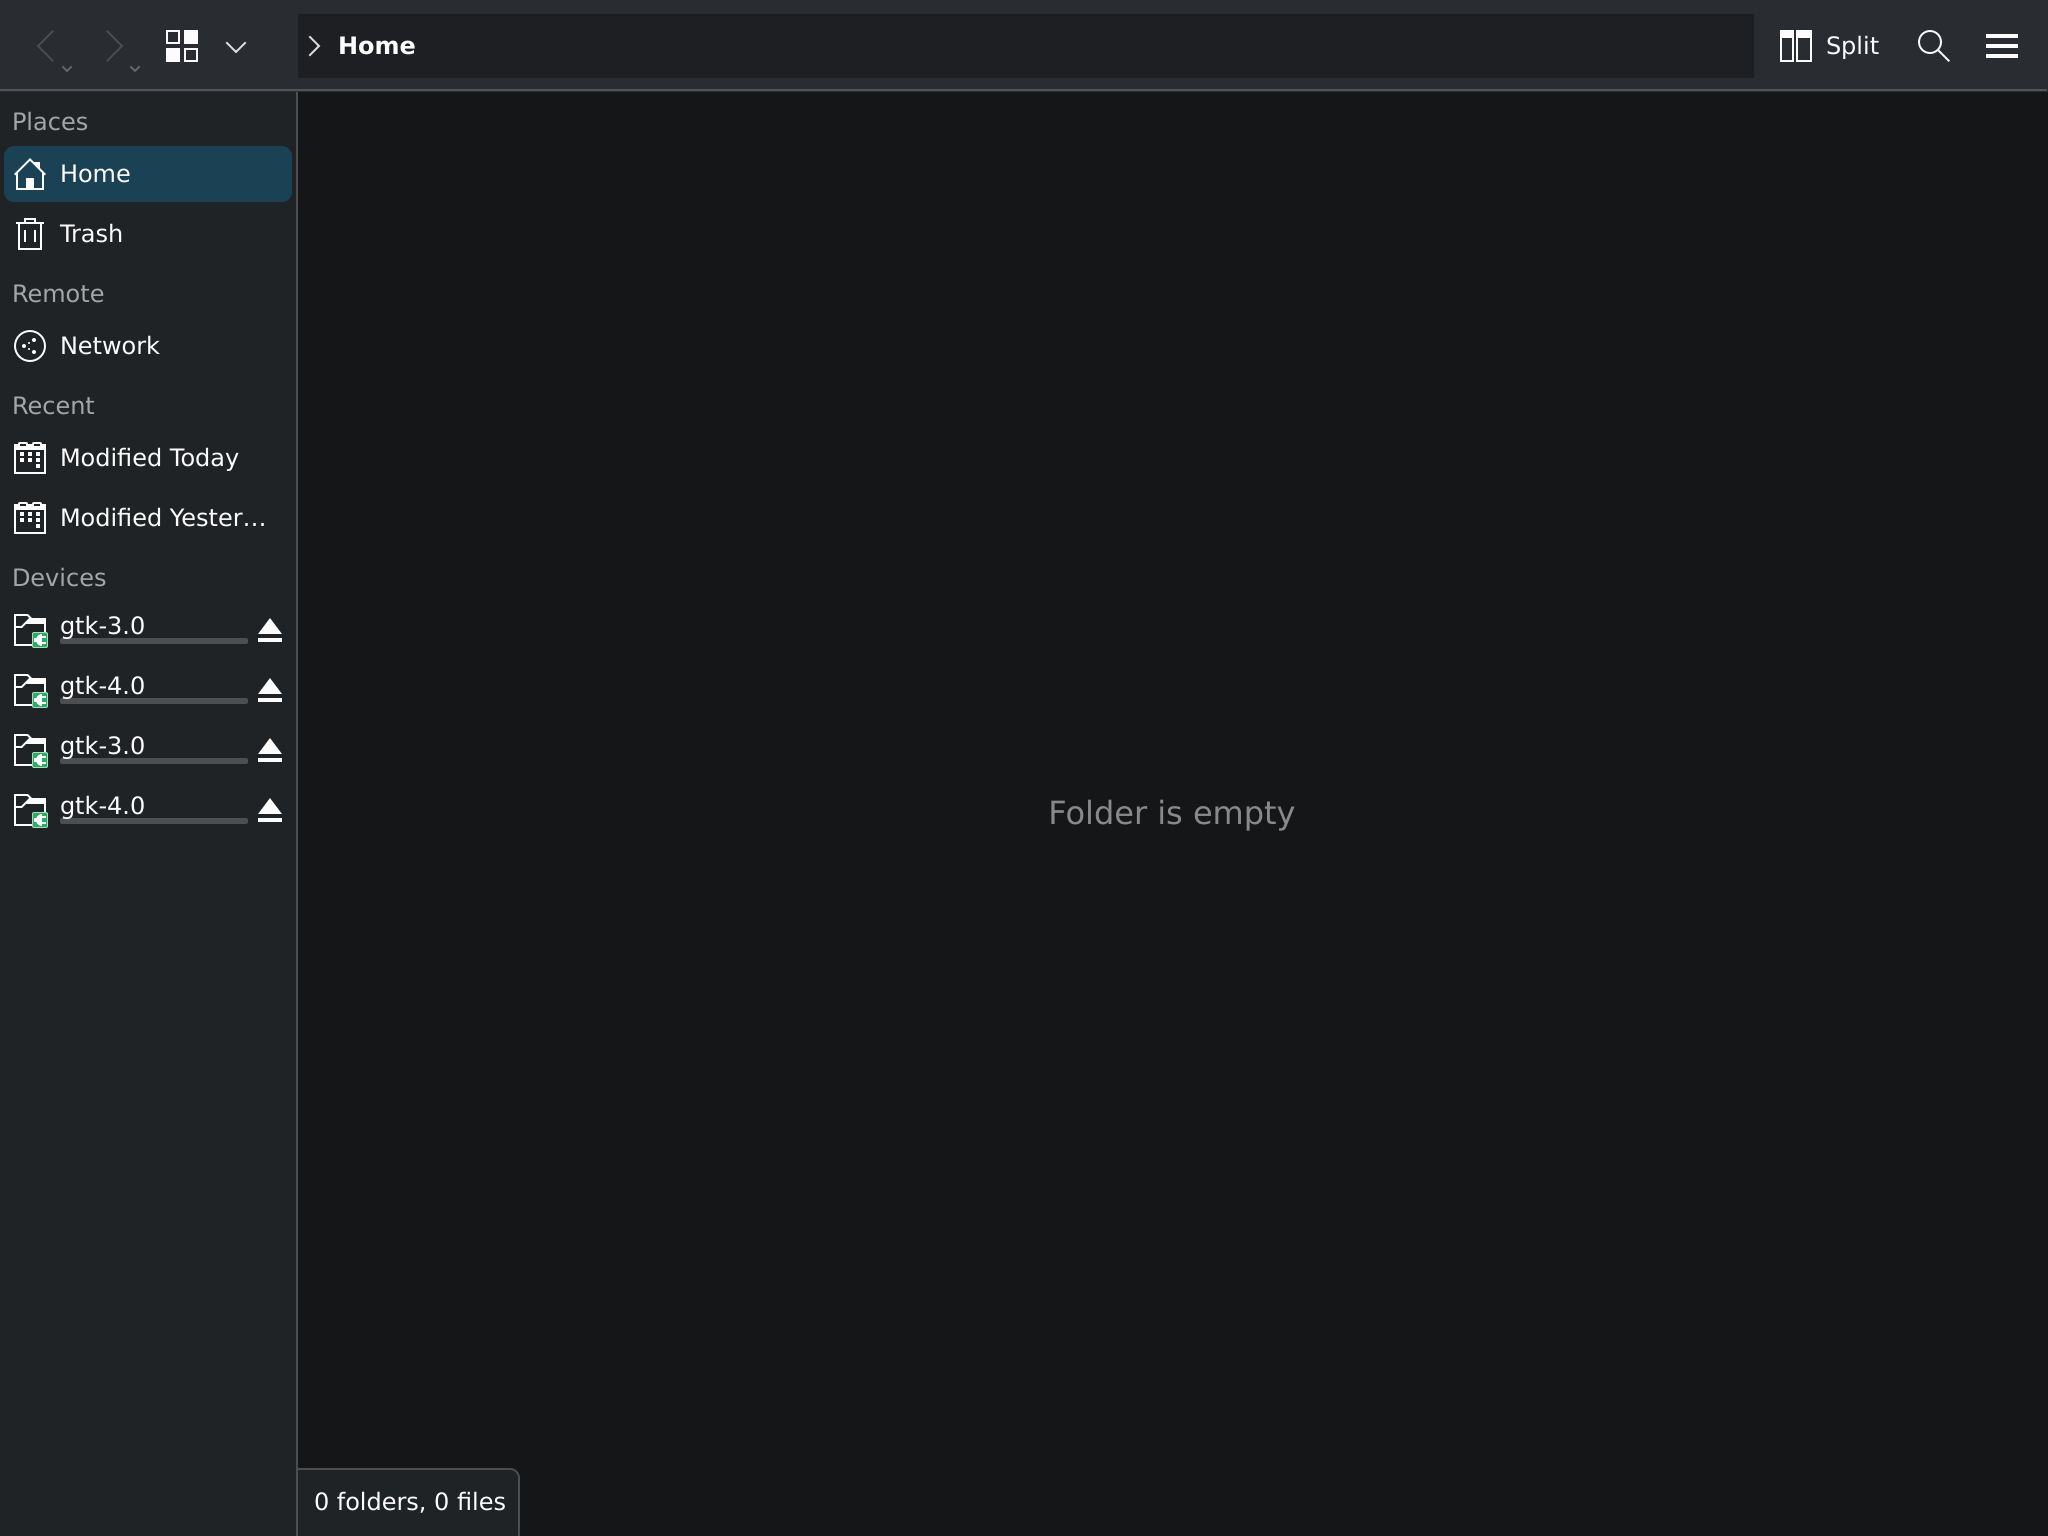 Home
Split
Places
Home
Trash
Remote
Network
Recent
Modified Today
Modified Yester...
Devices
gtk-3.0
gtk-4.0
gtk-3.0
gtk-4.0
Folder is empty
0 folders, 0 files